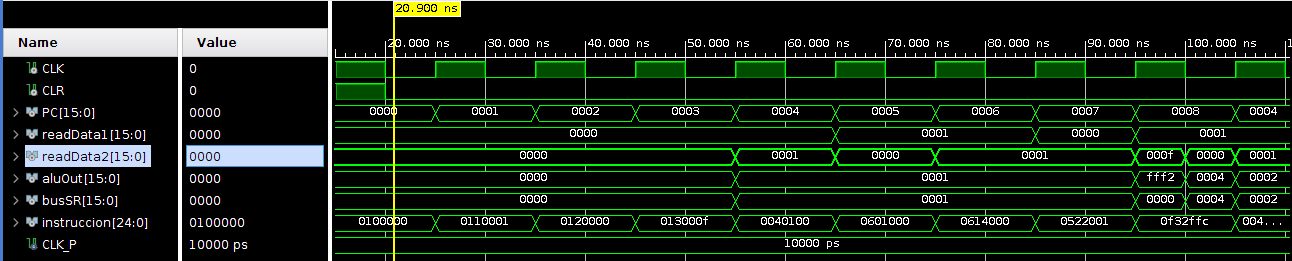 20.900 ns
Name Value 20.000 ns 30.000 ns 40.000 ns 50.000 ns 60.000 ns 70.000 ns 80.000 ns 90.000 ns 100.000 ns
CLK 0
CLR 0
PC[15:0] 0000 0000 0001 0002 0003 0004 0005 0006 0007 0008 0004
readData1[15:0] 0000 0000 0001 0000 0001
readData2[15:0] 0000 0000 0001 0000 0001 000f 0000 0001
aluOut[15:0] 0000 0000 0001 fff2 0004 0002
busSR[15:0] 0000 0000 0001 0000 0004 0002
instruccion[24:0] 0100000 0100000 0110001 0120000 013000f 0040100 0601000 0614000 0522001 0f32ffc 004...
CLK_P 10000 ps 10000 ps